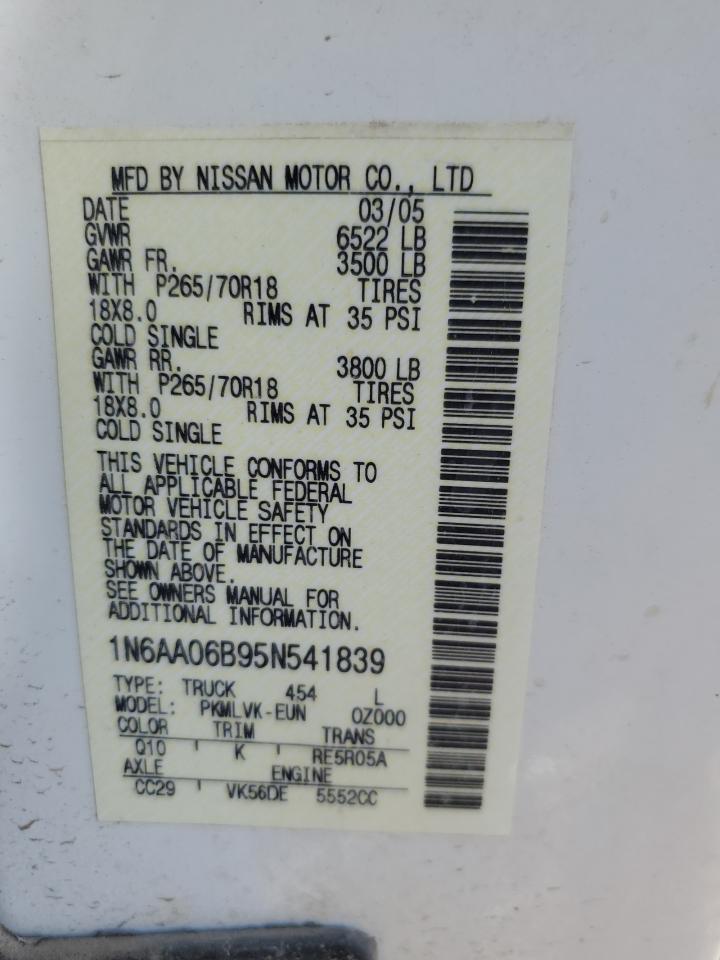 MFD BY NISSAN MOTOR CO., LTD
DATE 03/05
GVWR 6522 LB
GAWR FR. 3500 LB
WITH P265/70R18 TIRES
18X8.0 RIMS AT 35 PSI
COLD SINGLE
GAWR RR. 3800 LB
WITH P265/70R18 TIRES
18X8.0 RIMS AT 35 PSI
COLD SINGLE
THIS VEHICLE CONFORMS TO
ALL APPLICABLE FEDERAL
MOTOR VEHICLE SAFETY
STANDARDS IN EFFECT ON
THE DATE OF MANUFACTURE
SHOWN ABOVE.
SEE OWNERS MANUAL FOR
ADDITIONAL INFORMATION.
1N6AA06B95N541839
TYPE: TRUCK 454 L
MODEL: PKMLVK-EUN 0Z000
COLOR TRIM TRANS
Q10 ' K ' RE5R05A
AXLE ENGINE
CC29 ' VK56DE 5552CC